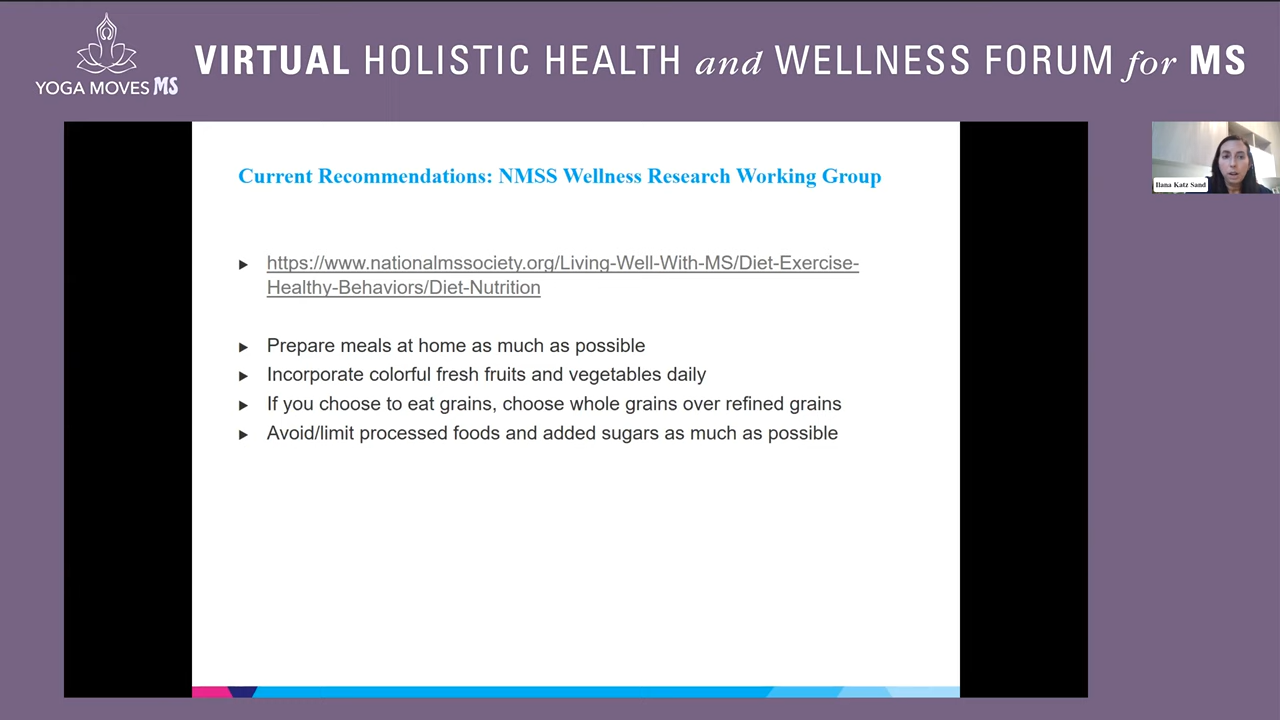 VIRTUAL HOLISTIC HEALTH and WELLNESS FORUM for MS
YOGA MOVES MS
Current Recommendations: NMSS Wellness Research Working Group
https://www.nationalmssociety.org/Living-Well-With-MS/Diet-Exercise-
Healthy-Behaviors/Diet-Nutrition
Prepare meals at home as much as possible
Incorporate colorful fresh fruits and vegetables daily
If you choose to eat grains, choose whole grains over refined grains
Avoid/limit processed foods and added sugars as much as possible
Ilana Katz Sand